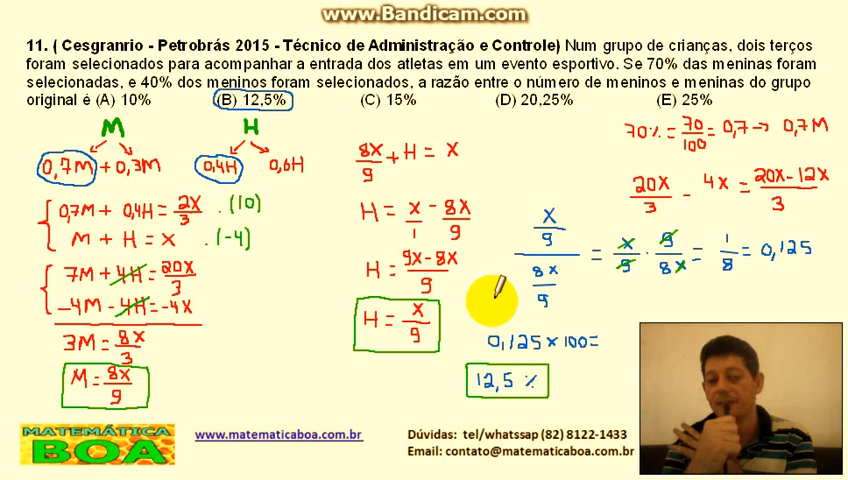 www.Bandicam.com
11. ( Cesgranrio - Petrobrás 2015 - Técnico de Administração e Controle) Num grupo de crianças, dois terços
foram selecionados para acompanhar a entrada dos atletas em um evento esportivo. Se 70% das meninas foram
selecionadas, e 40% dos meninos foram selecionados, a razão entre o número de meninos e meninas do grupo
original é (A) 10% (B) 12,5% (C) 15% (D) 20,25% (E) 25%
M H
0,7M + 0,3M 0,4H 0,6H
0,7M + 0,4H = 2X/3 . (10)
M + H = X . (-4)
7M + 4H = 20X/3
-4M - 4H = -4X
3M = 8X/3
M = 8X/9
8X/9 + H = X
H = X/1 - 8X/9
H = 9X-8X/9
H = X/9
70% = 70/100 = 0,7 → 0,7M
20X/3 - 4X = 20X-12X/3
X/9 / 8X/9 = X/9 . 9/8X = 1/8 = 0,125
0,125 x 100 =
12,5 %
MATEMÁTICA
BOA
www.matematicaboa.com.br
Dúvidas: tel/whatssap (82) 8122-1433
Email: contato@matematicaboa.com.br